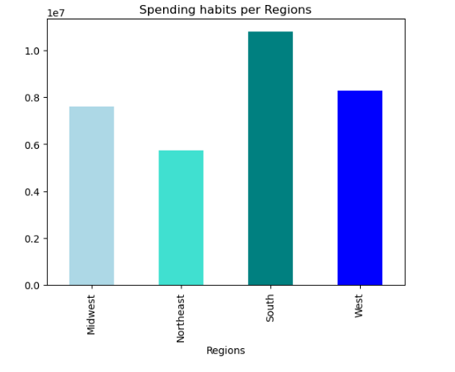 Spending habits per Regions
1e7
1.0
0.8
0.6
0.4
0.2
0.0
Midwest
Northeast
South
West
Regions